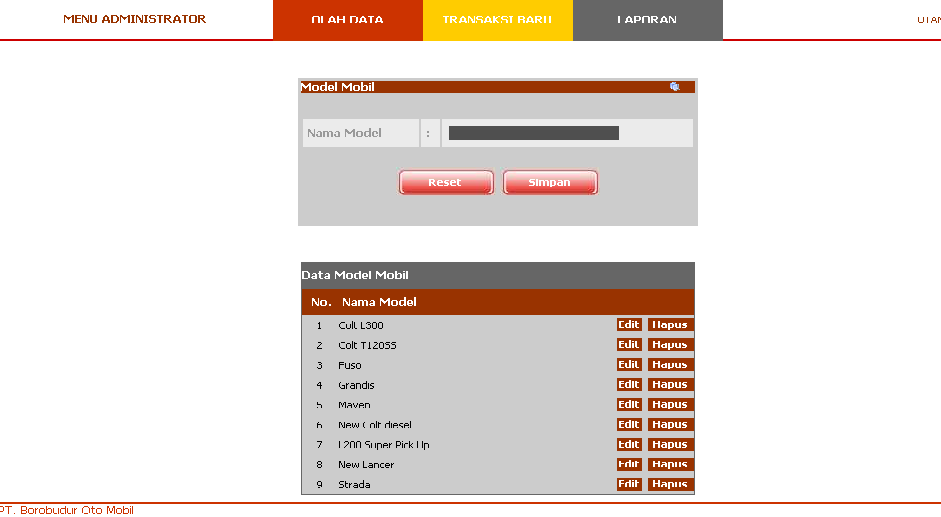 MENU ADMINISTRATOR OLAH DATA TRANSAKSI BARU LAPORAN UTAM
Model Mobil
Nama Model :
Reset Simpan
Data Model Mobil
No. Nama Model
1 Colt L300 Edit Hapus
2 Colt T120SS Edit Hapus
3 Fuso Edit Hapus
4 Grandis Edit Hapus
5 Maven Edit Hapus
6 New Colt diesel Edit Hapus
7 L200 Super Pick Up Edit Hapus
8 New Lancer Edit Hapus
9 Strada Edit Hapus
PT. Borobudur Oto Mobil